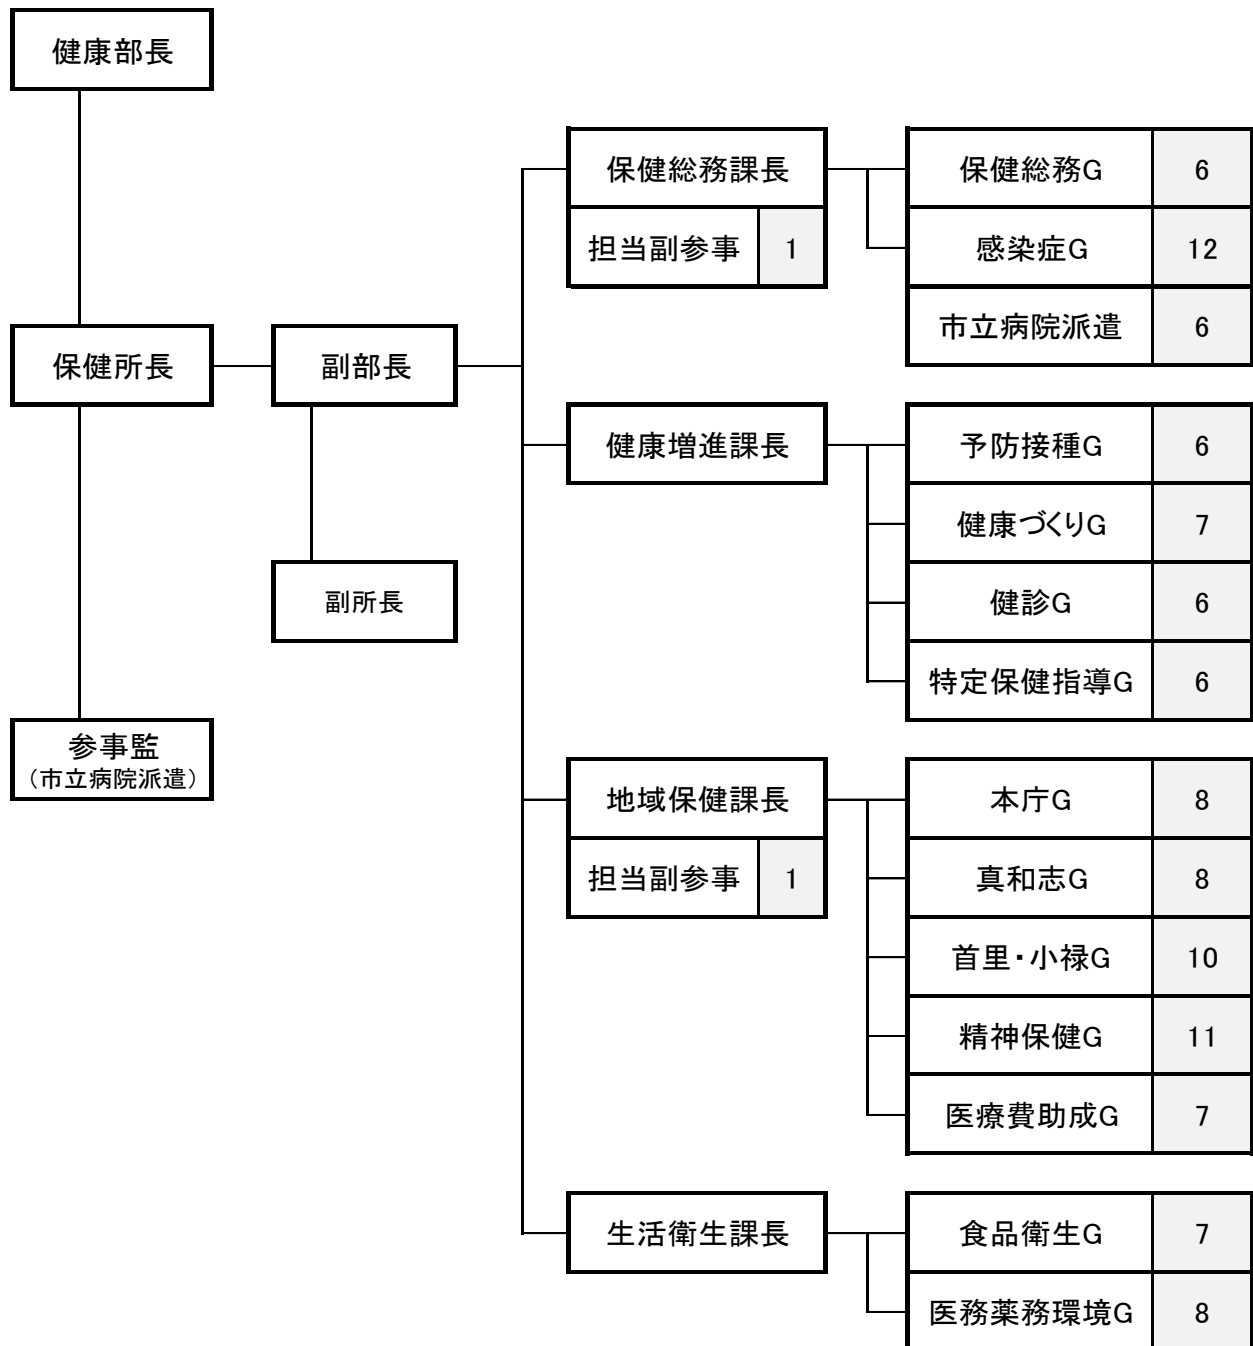 健康部長
保健総務課長
保健総務G 6
担当副参事 1
感染症G 12
市立病院派遣 6
保健所長
副部長
健康増進課長
予防接種G 6
健康づくりG 7
副所長
健診G 6
特定保健指導G 6
参事監
（市立病院派遣）
地域保健課長
本庁G 8
担当副参事 1
真和志G 8
首里・小禄G 10
精神保健G 11
医療費助成G 7
生活衛生課長
食品衛生G 7
医務薬務環境G 8